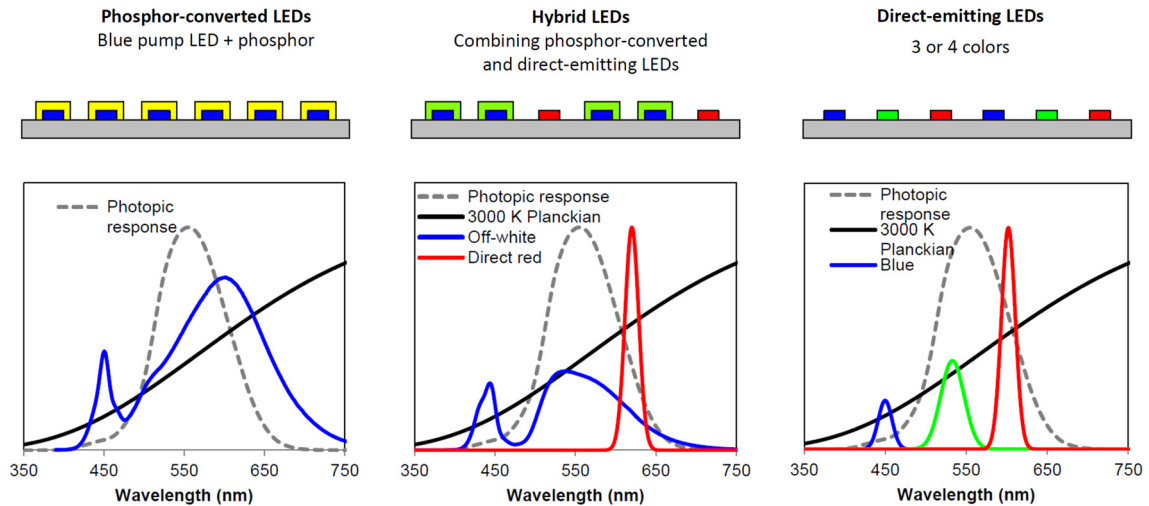 Phosphor-converted LEDs
Blue pump LED + phosphor
Hybrid LEDs
Combining phosphor-converted
and direct-emitting LEDs
Direct-emitting LEDs
3 or 4 colors
Photopic
response
350
450
550
650
750
Wavelength (nm)
Photopic response
3000 K Planckian
Off-white
Direct red
350
450
550
650
750
Wavelength (nm)
Photopic
response
3000 K
Planckian
Blue
350
450
550
650
750
Wavelength (nm)